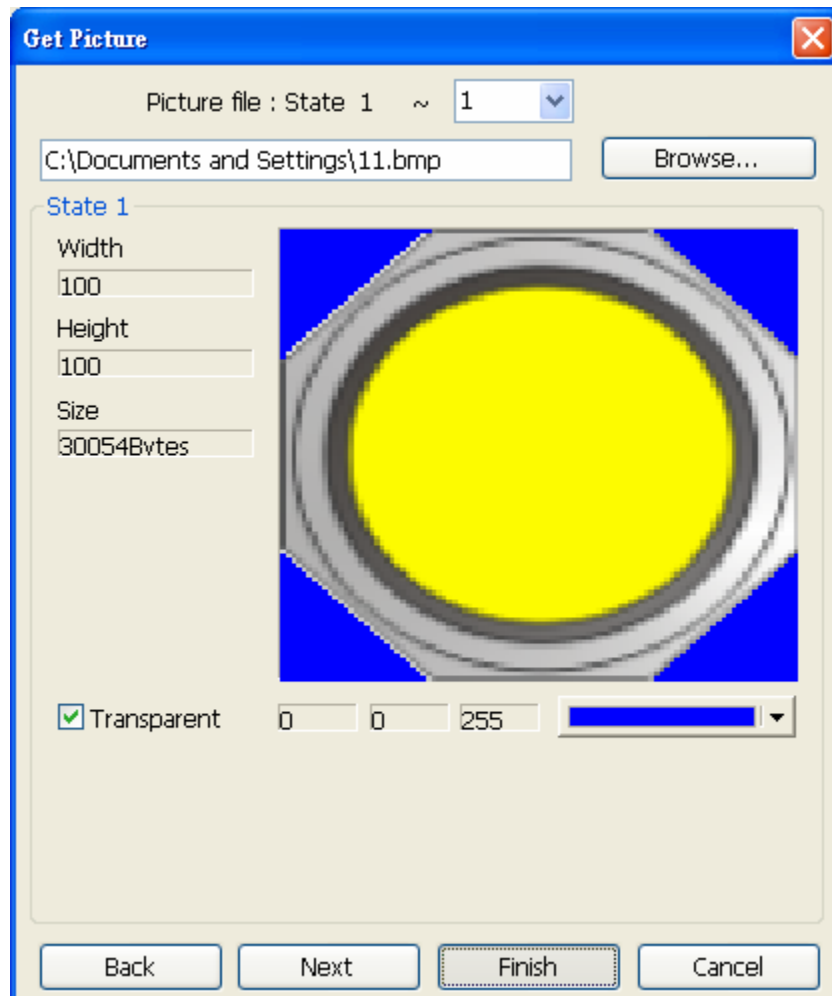 Get Picture
Picture file : State 1 ~ 1
C:\Documents and Settings\11.bmp Browse...
State 1
Width
100
Height
100
Size
30054Bytes
Transparent 0 0 255
Back Next Finish Cancel